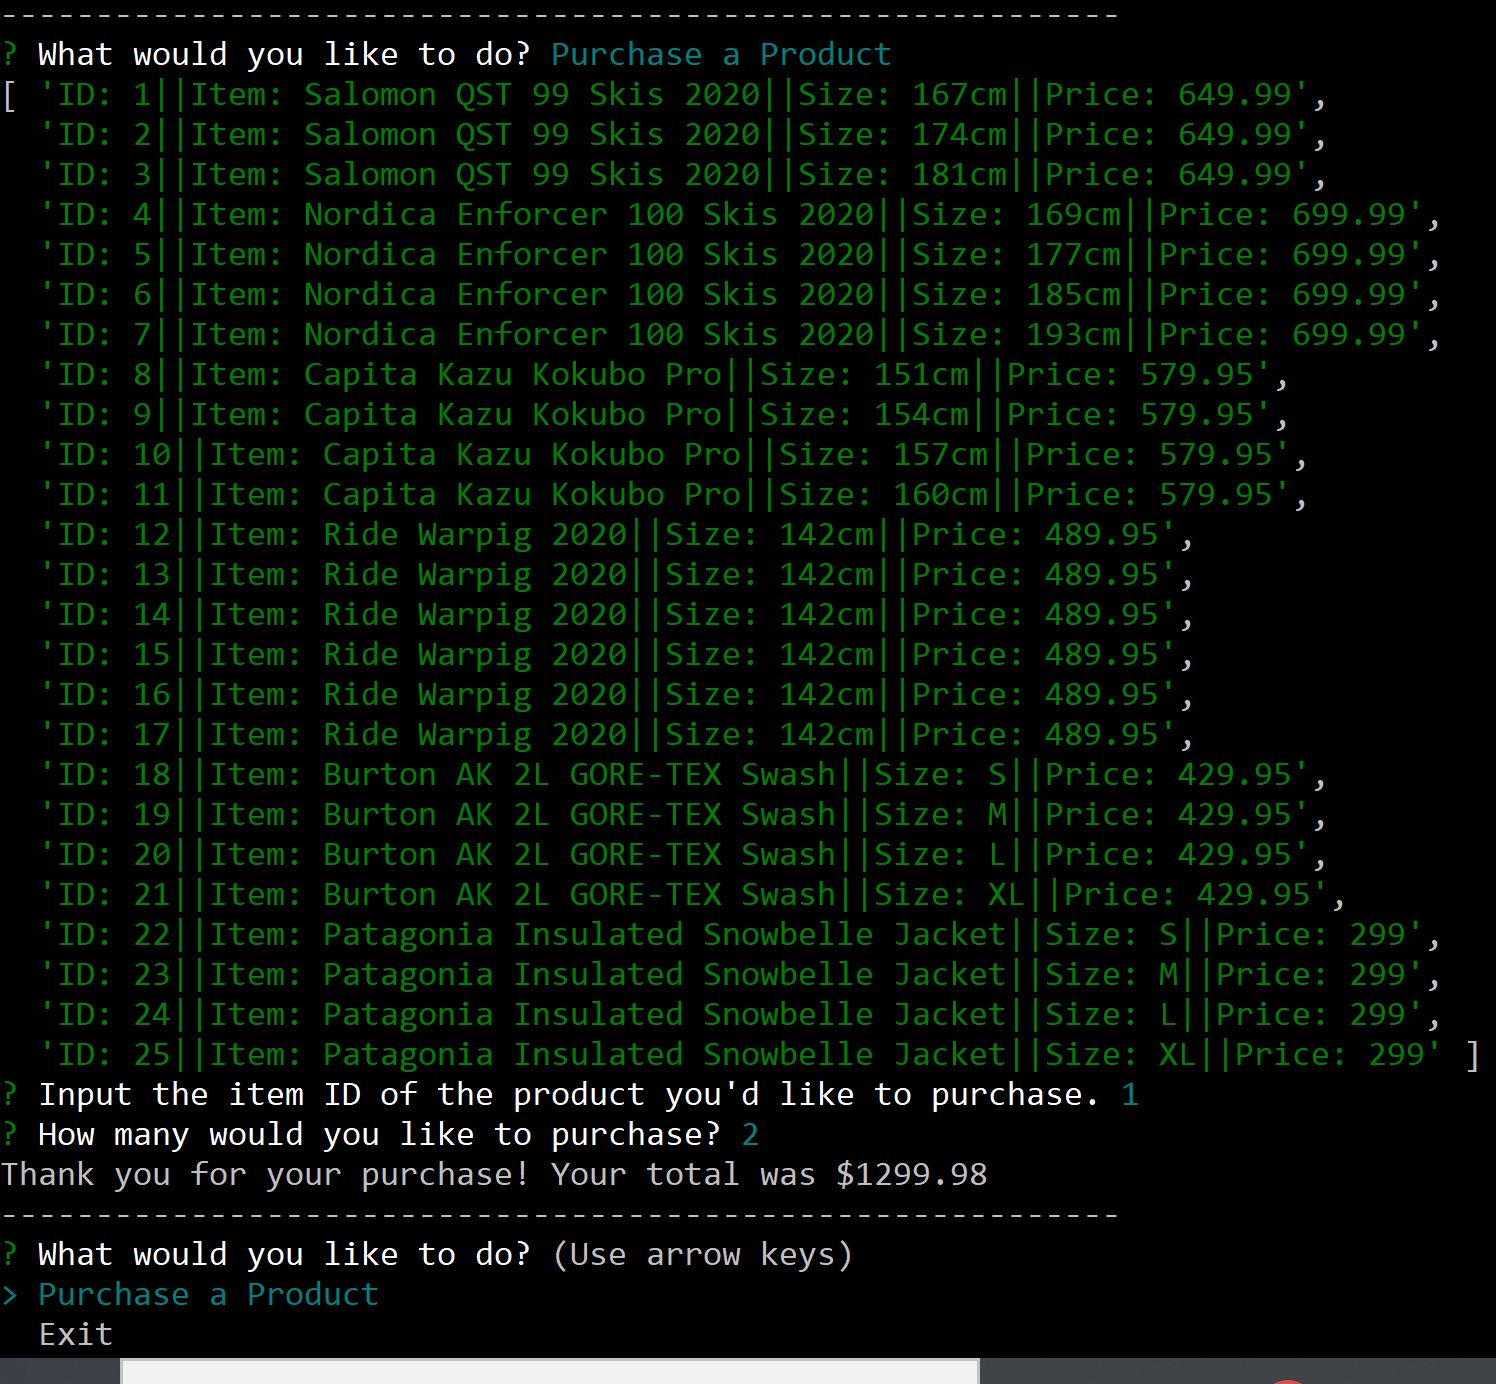 -----------------------------------------------------------
? What would you like to do? Purchase a Product
[ 'ID: 1||Item: Salomon QST 99 Skis 2020||Size: 167cm||Price: 649.99',
  'ID: 2||Item: Salomon QST 99 Skis 2020||Size: 174cm||Price: 649.99',
  'ID: 3||Item: Salomon QST 99 Skis 2020||Size: 181cm||Price: 649.99',
  'ID: 4||Item: Nordica Enforcer 100 Skis 2020||Size: 169cm||Price: 699.99',
  'ID: 5||Item: Nordica Enforcer 100 Skis 2020||Size: 177cm||Price: 699.99',
  'ID: 6||Item: Nordica Enforcer 100 Skis 2020||Size: 185cm||Price: 699.99',
  'ID: 7||Item: Nordica Enforcer 100 Skis 2020||Size: 193cm||Price: 699.99',
  'ID: 8||Item: Capita Kazu Kokubo Pro||Size: 151cm||Price: 579.95',
  'ID: 9||Item: Capita Kazu Kokubo Pro||Size: 154cm||Price: 579.95',
  'ID: 10||Item: Capita Kazu Kokubo Pro||Size: 157cm||Price: 579.95',
  'ID: 11||Item: Capita Kazu Kokubo Pro||Size: 160cm||Price: 579.95',
  'ID: 12||Item: Ride Warpig 2020||Size: 142cm||Price: 489.95',
  'ID: 13||Item: Ride Warpig 2020||Size: 142cm||Price: 489.95',
  'ID: 14||Item: Ride Warpig 2020||Size: 142cm||Price: 489.95',
  'ID: 15||Item: Ride Warpig 2020||Size: 142cm||Price: 489.95',
  'ID: 16||Item: Ride Warpig 2020||Size: 142cm||Price: 489.95',
  'ID: 17||Item: Ride Warpig 2020||Size: 142cm||Price: 489.95',
  'ID: 18||Item: Burton AK 2L GORE-TEX Swash||Size: S||Price: 429.95',
  'ID: 19||Item: Burton AK 2L GORE-TEX Swash||Size: M||Price: 429.95',
  'ID: 20||Item: Burton AK 2L GORE-TEX Swash||Size: L||Price: 429.95',
  'ID: 21||Item: Burton AK 2L GORE-TEX Swash||Size: XL||Price: 429.95',
  'ID: 22||Item: Patagonia Insulated Snowbelle Jacket||Size: S||Price: 299',
  'ID: 23||Item: Patagonia Insulated Snowbelle Jacket||Size: M||Price: 299',
  'ID: 24||Item: Patagonia Insulated Snowbelle Jacket||Size: L||Price: 299',
  'ID: 25||Item: Patagonia Insulated Snowbelle Jacket||Size: XL||Price: 299' ]
? Input the item ID of the product you'd like to purchase. 1
? How many would you like to purchase? 2
Thank you for your purchase! Your total was $1299.98
-----------------------------------------------------------
? What would you like to do? (Use arrow keys)
> Purchase a Product
  Exit